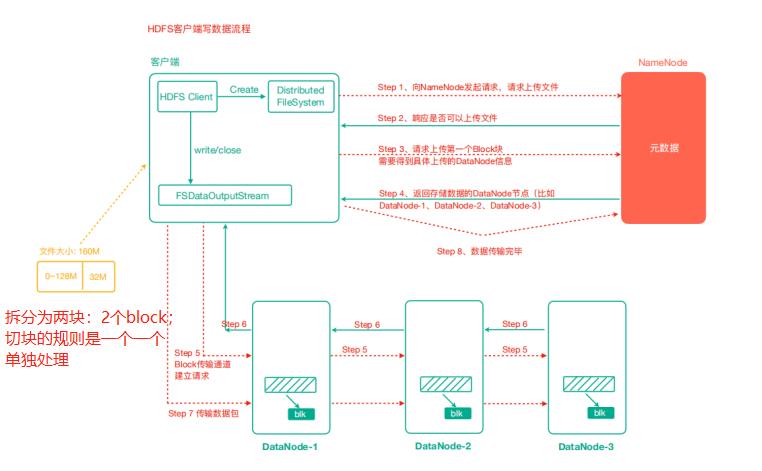 HDFS客户端写数据流程
客户端
NameNode
HDFS Client
Create
Distributed
FileSystem
Step 1、向NameNode发起请求，请求上传文件
Step 2、响应是否可以上传文件
元数据
write/close
Step 3、请求上传第一个Block块
需要得到具体上传的DataNode信息
FSDataOutputStream
Step 4、返回存储数据的DataNode节点（比如
DataNode-1、DataNode-2、DataNode-3）
Step 8、数据传输完毕
文件大小: 160M
0~128M
32M
拆分为两块：2个block；
切块的规则是一个一个
单独处理
Step 6
Step 6
Step 6
Step 5
Block传输通道
建立请求
Step 5
Step 5
Step 7 传输数据包
blk
blk
blk
DataNode-1
DataNode-2
DataNode-3